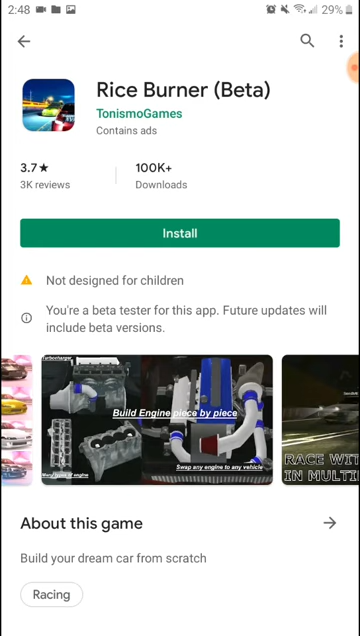 2:48
29%
Rice Burner (Beta)
TonismoGames
Contains ads
3.7★
3K reviews
100K+
Downloads
Install
Not designed for children
You're a beta tester for this app. Future updates will
include beta versions.
Turbocharger
Build Engine piece by piece
Swap any engine to any vehicle
RACE WIT
IN MULTI
About this game
Build your dream car from scratch
Racing